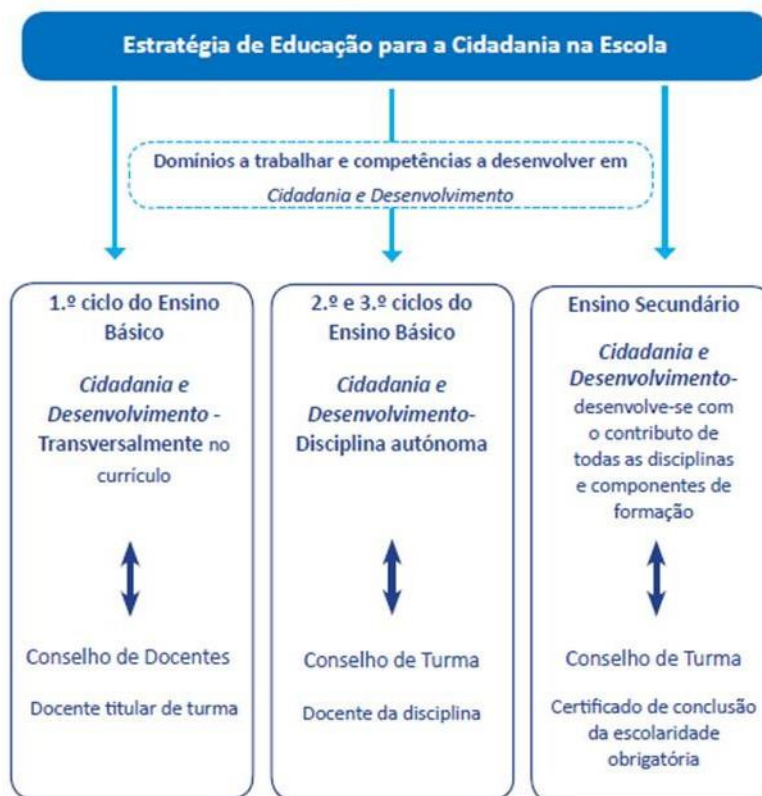 Estratégia de Educação para a Cidadania na Escola
Domínios a trabalhar e competências a desenvolver em
Cidadania e Desenvolvimento
1.º ciclo do Ensino
Básico
Cidadania e
Desenvolvimento -
Transversalmente no
currículo
Conselho de Docentes
Docente titular de turma
2.º e 3.º ciclos do
Ensino Básico
Cidadania e
Desenvolvimento-
Disciplina autónoma
Conselho de Turma
Docente da disciplina
Ensino Secundário
Cidadania e
Desenvolvimento-
desenvolve-se com
o contributo de
todas as disciplinas
e componentes de
formação
Conselho de Turma
Certificado de conclusão
da escolaridade
obrigatória